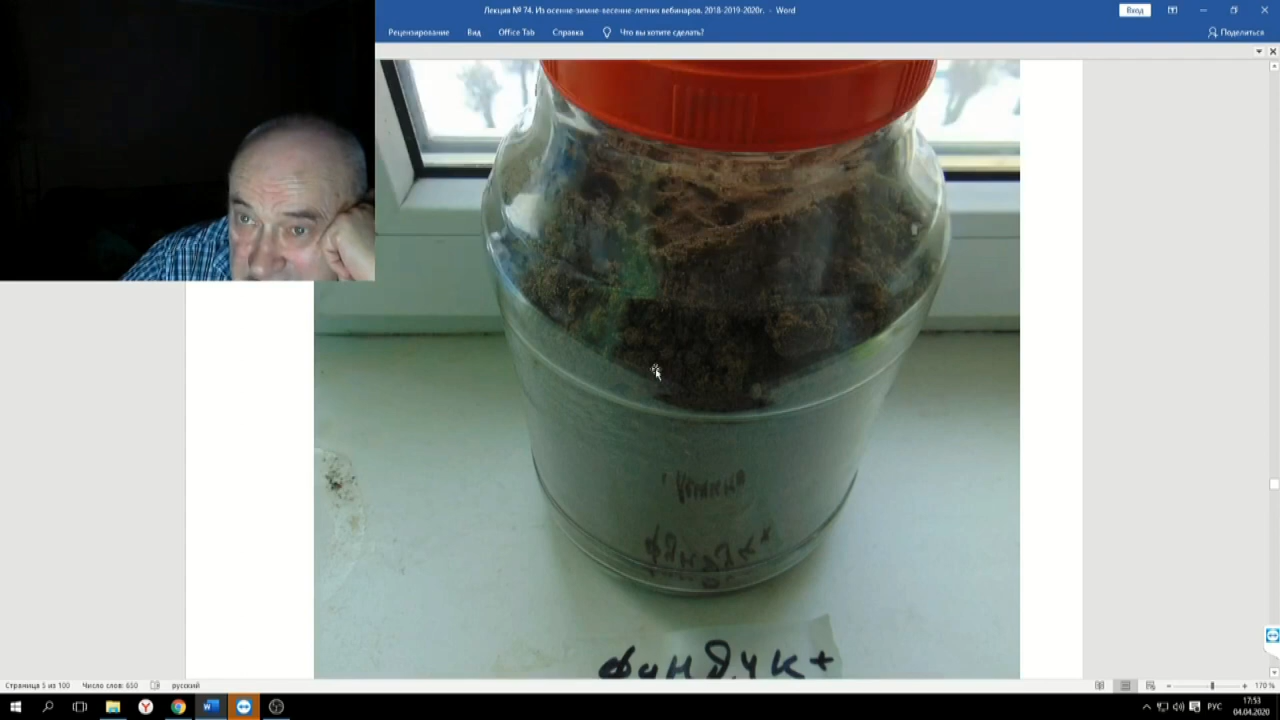 Лекция № 74. Из осенне-зимне-весенне-летних вебинаров. 2018-2019-2020г. - Word
Вход
Рецензирование Вид Office Tab Справка Что вы хотите сделать? Поделиться
фундук+
фундук+
Страница 5 из 100 Число слов: 650 русский 170 %
РУС 17:53
04.04.2020